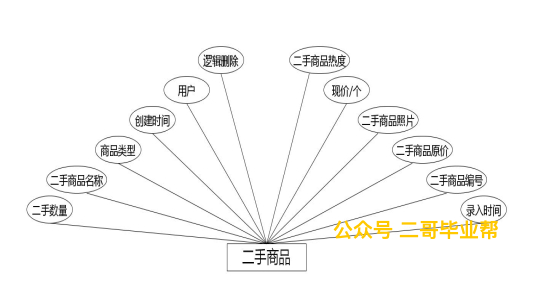 逻辑删除
二手商品热度
用户
现价/个
创建时间
二手商品照片
商品类型
二手商品原价
二手商品名称
二手商品编号
二手数量
录入时间
公众号 二哥毕业帮
二手商品